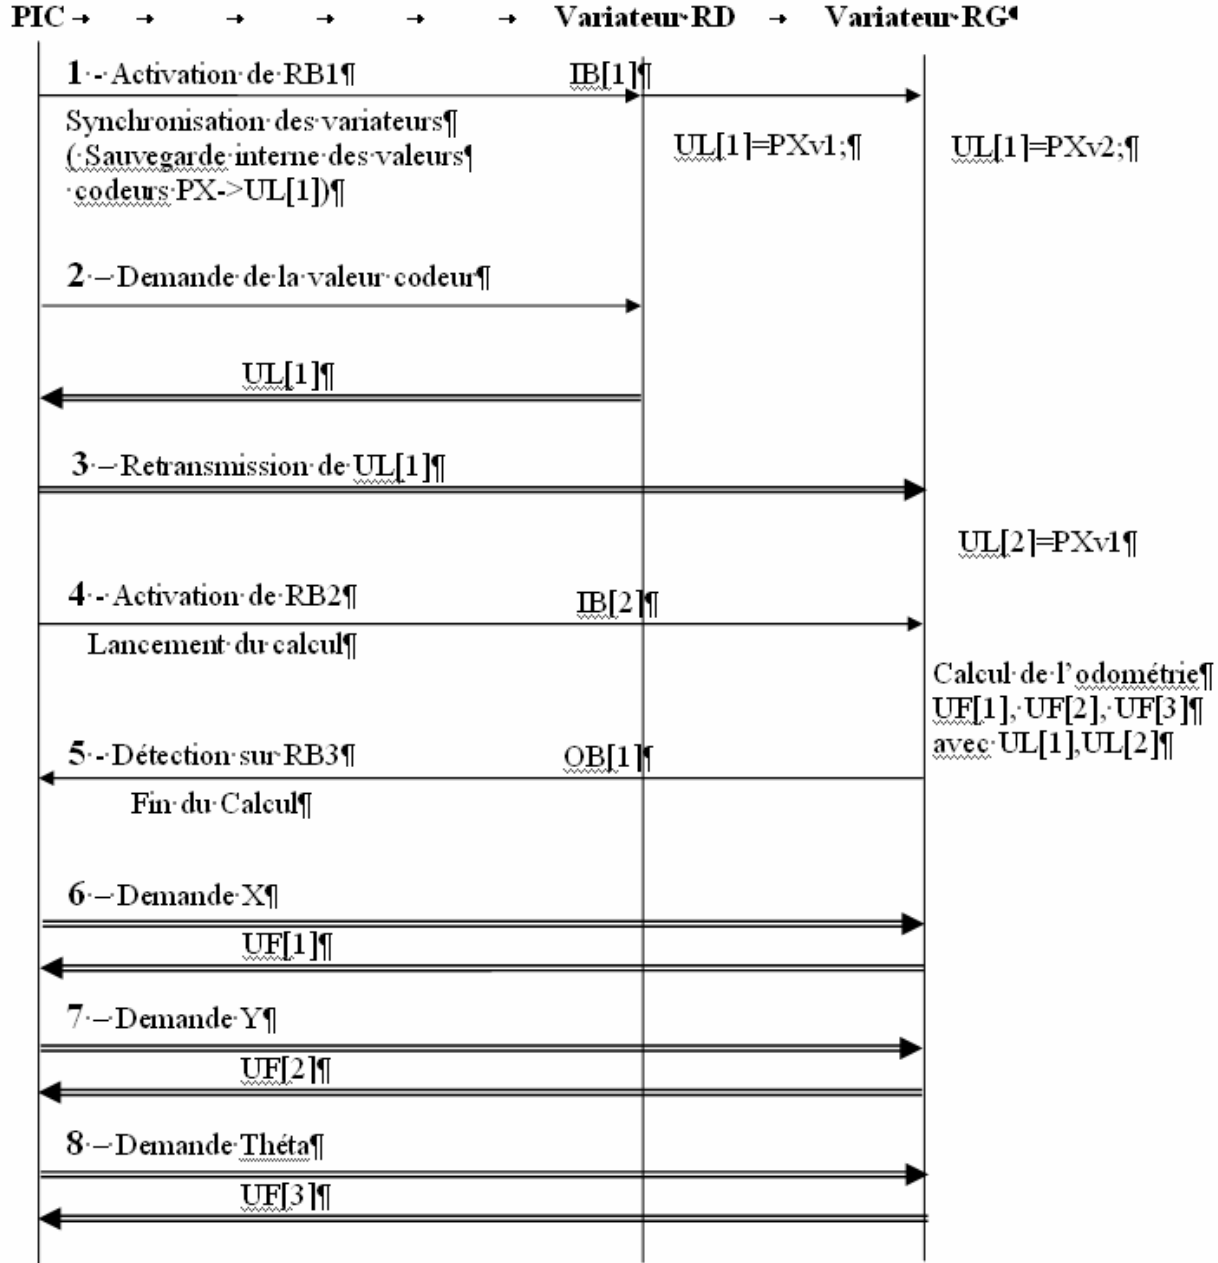 PIC→ → → → → → Variateur·RD → Variateur·RG¶
1·-·Activation·de·RB1¶ IB[1]¶
Synchronisation·des·variateurs¶
(·Sauvegarde·interne·des·valeurs¶
·codeurs·PX->UL[1])¶
UL[1]=PXv1;¶ UL[1]=PXv2;¶
2·–·Demande·de·la·valeur·codeur¶
UL[1]¶
3·–·Retransmission·de·UL[1]¶
UL[2]=PXv1¶
4·-·Activation·de·RB2¶ IB[2]¶
Lancement·du·calcul¶
Calcul·de·l'odométrie¶
UF[1],·UF[2],·UF[3]¶
avec·UL[1],UL[2]¶
5·-·Détection·sur·RB3¶ OB[1]¶
Fin·du·Calcul¶
6·–·Demande·X¶
UF[1]¶
7·–·Demande·Y¶
UF[2]¶
8·–·Demande·Théta¶
UF[3]¶